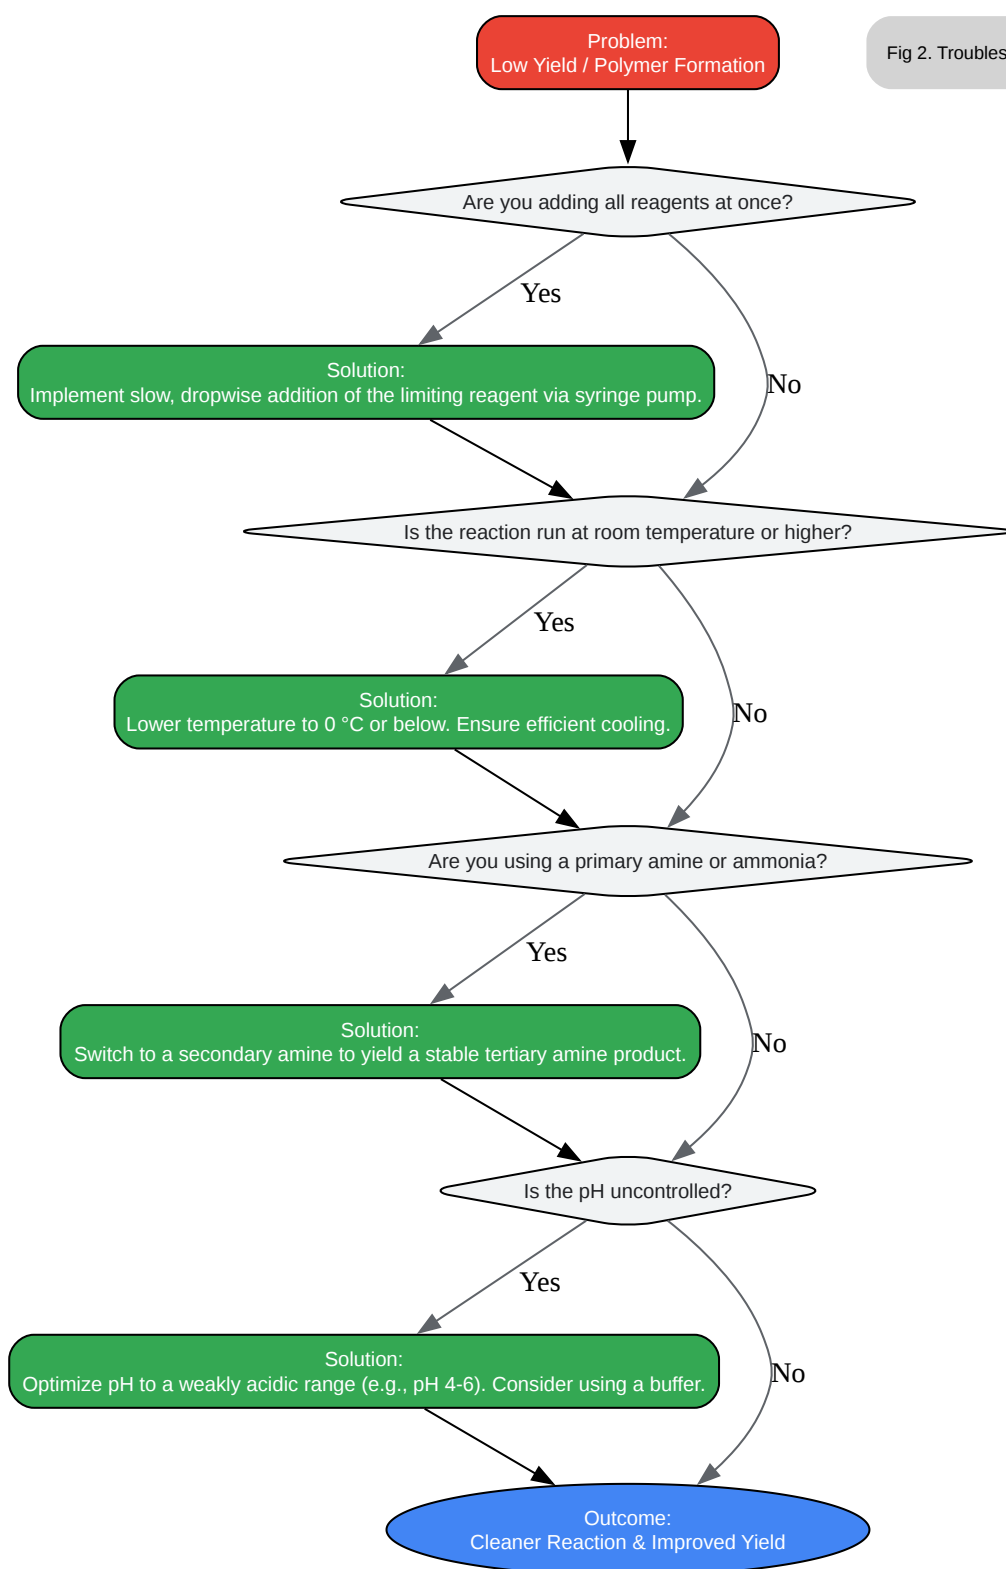 Problem:
Low Yield / Polymer Formation
Fig 2. Troubles
Are you adding all reagents at once?
Yes
Solution:
Implement slow, dropwise addition of the limiting reagent via syringe pump.
No
Is the reaction run at room temperature or higher?
Yes
Solution:
Lower temperature to 0 °C or below. Ensure efficient cooling.
No
Are you using a primary amine or ammonia?
Yes
Solution:
Switch to a secondary amine to yield a stable tertiary amine product.
No
Is the pH uncontrolled?
Yes
Solution:
Optimize pH to a weakly acidic range (e.g., pH 4-6). Consider using a buffer.
No
Outcome:
Cleaner Reaction & Improved Yield